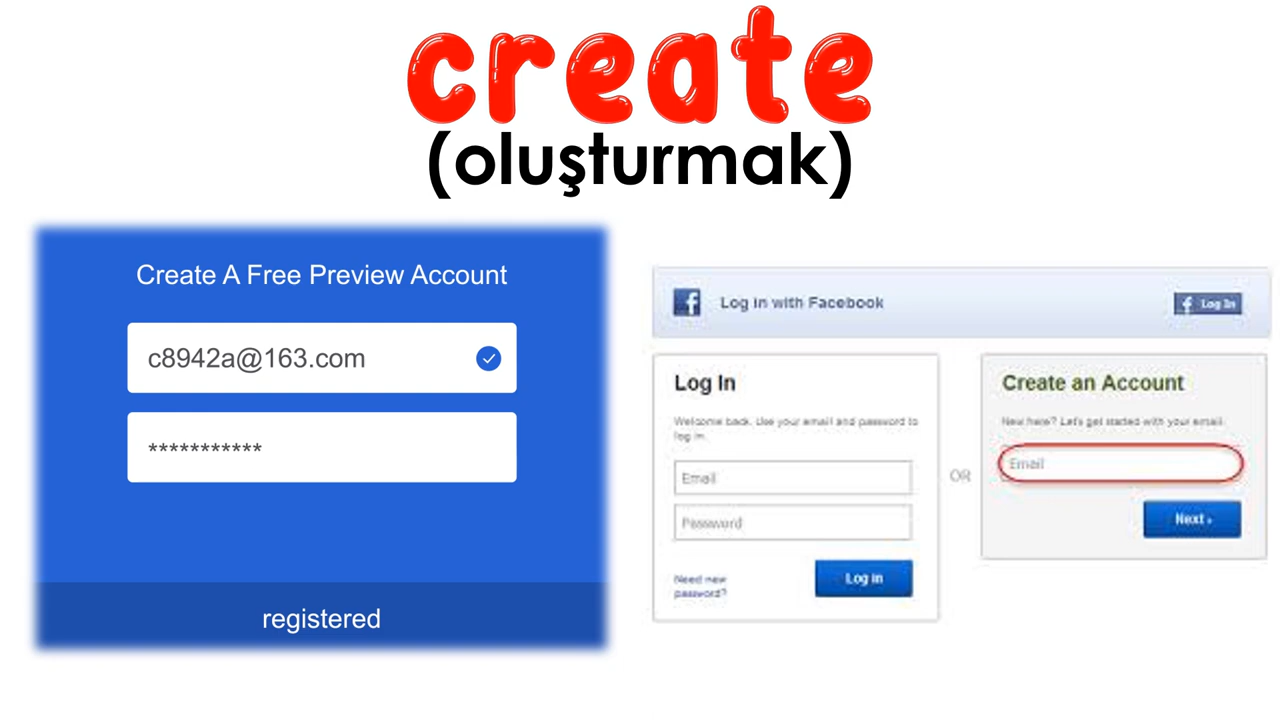 create
(oluşturmak)
Create A Free Preview Account
c8942a@163.com
***********
registered
f Log in with Facebook
f Log In
Log In
Welcome back. Use your email and password to
log in.
Email
Password
Need new
password?
Log in
OR
Create an Account
New here? Let's get started with your email.
Email
Next ›